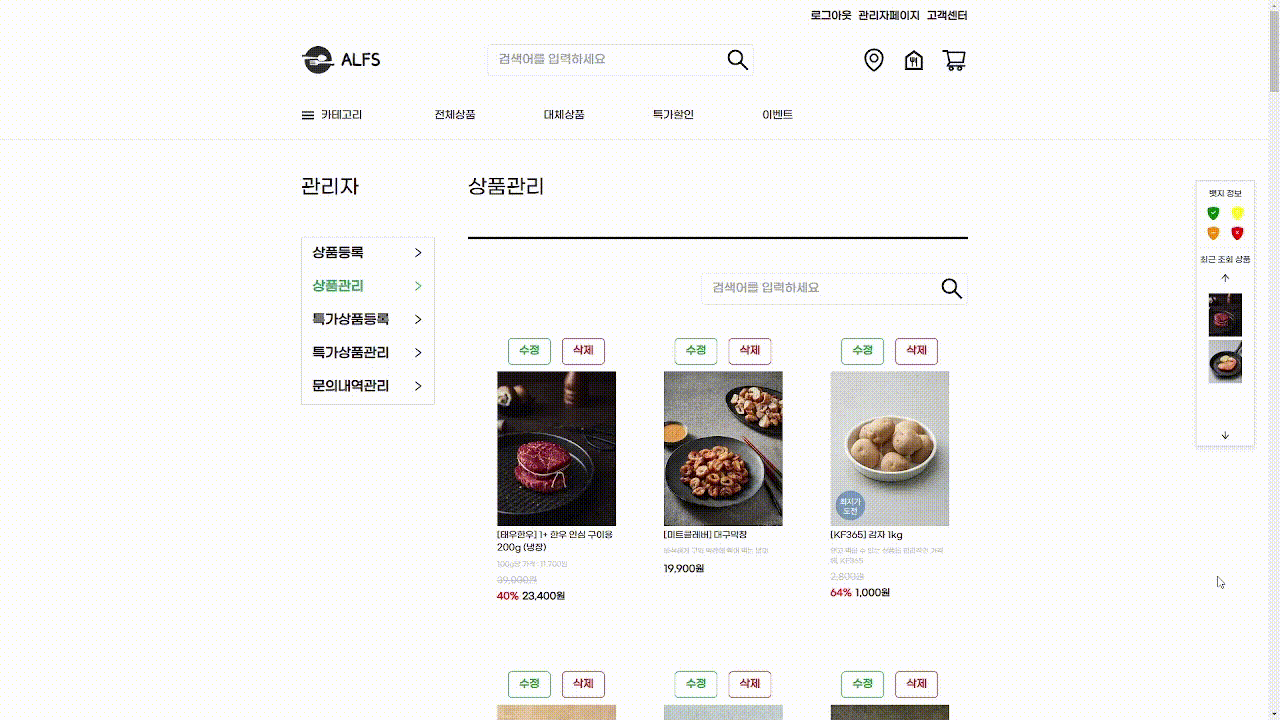 로그아웃 관리자페이지 고객센터
ALFS
검색어를 입력하세요
카테고리 전체상품 대체상품 특가할인 이벤트
관리자
상품관리
뱃지 정보
상품등록
상품관리
특가상품등록
특가상품관리
문의내역관리
최근 조회 상품
검색어를 입력하세요
수정 삭제 수정 삭제 수정 삭제
최저가
도전
[태우한우] 1+ 한우 안심 구이용
200g (냉장)
100g당 가격 : 11,700원
39,000원
40% 23,400원
[미트클레버] 대구막창
19,900원
[KF365] 감자 1kg
2,800원
64% 1,000원
수정 삭제 수정 삭제 수정 삭제